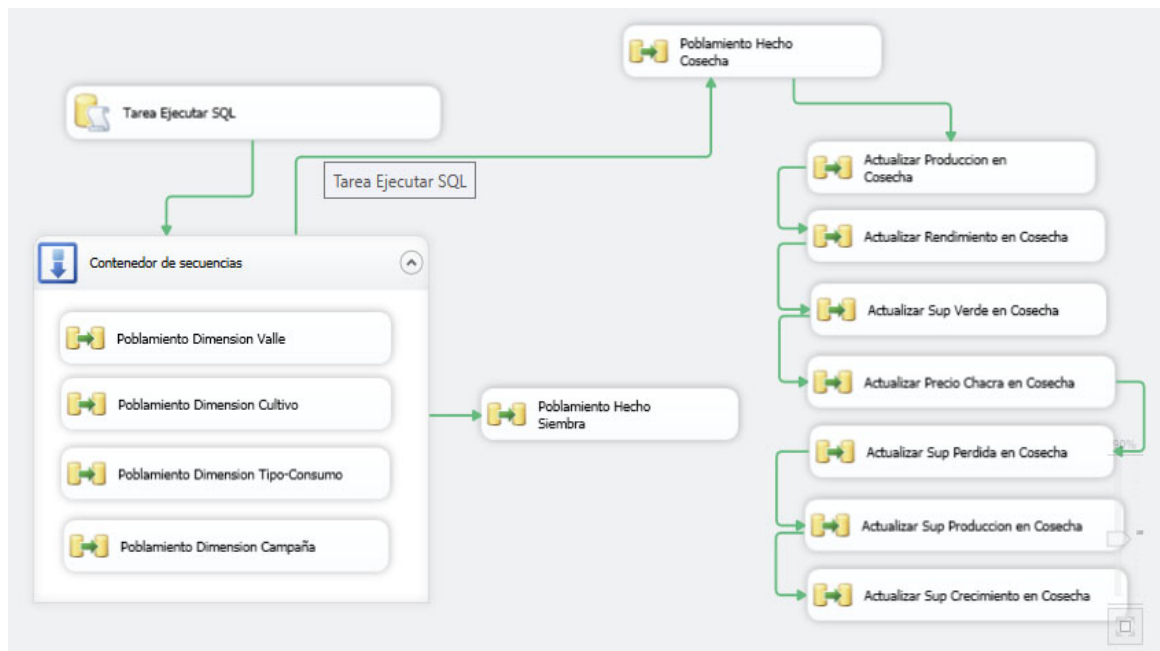 Poblamiento Hecho
Cosecha
Tarea Ejecutar SQL
Tarea Ejecutar SQL
Contenedor de secuencias
Poblamiento Dimension Valle
Poblamiento Dimension Cultivo
Poblamiento Dimension Tipo-Consumo
Poblamiento Dimension Campaña
Poblamiento Hecho
Siembra
Actualizar Produccion en
Cosecha
Actualizar Rendimiento en Cosecha
Actualizar Sup Verde en Cosecha
Actualizar Precio Chacra en Cosecha
90%
Actualizar Sup Perdida en Cosecha
Actualizar Sup Produccion en Cosecha
Actualizar Sup Crecimiento en Cosecha